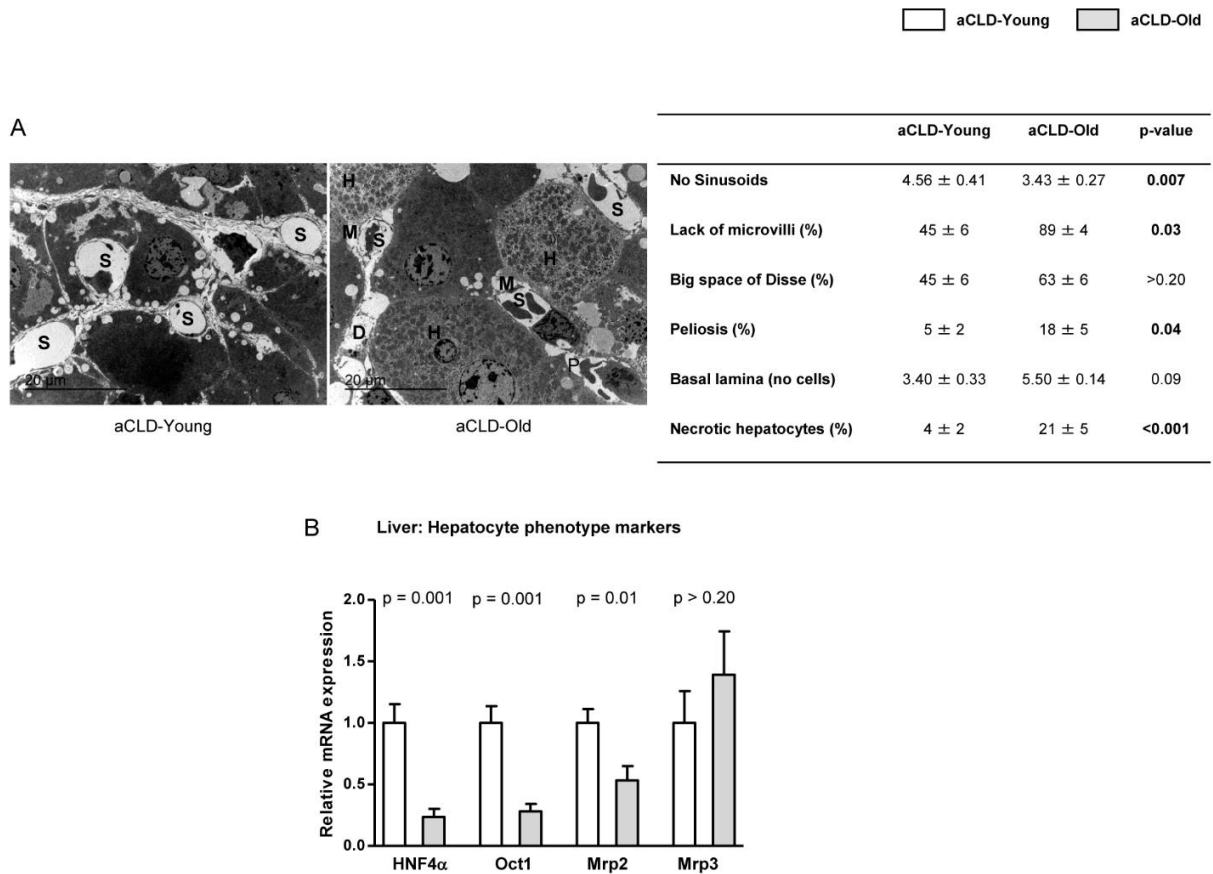 aCLD-Young aCLD-Old
A
H
M
S
S
S
S
S
H
M
S
D
H
P
S
20 µm
20 µm
aCLD-Young
aCLD-Old
aCLD-Young aCLD-Old p-value
No Sinusoids 4.56 ± 0.41 3.43 ± 0.27 0.007
Lack of microvilli (%) 45 ± 6 89 ± 4 0.03
Big space of Disse (%) 45 ± 6 63 ± 6 >0.20
Peliosis (%) 5 ± 2 18 ± 5 0.04
Basal lamina (no cells) 3.40 ± 0.33 5.50 ± 0.14 0.09
Necrotic hepatocytes (%) 4 ± 2 21 ± 5 <0.001
B Liver: Hepatocyte phenotype markers
p = 0.001 p = 0.001 p = 0.01 p > 0.20
Relative mRNA expression
2.0
1.5
1.0
0.5
0.0
HNF4α Oct1 Mrp2 Mrp3